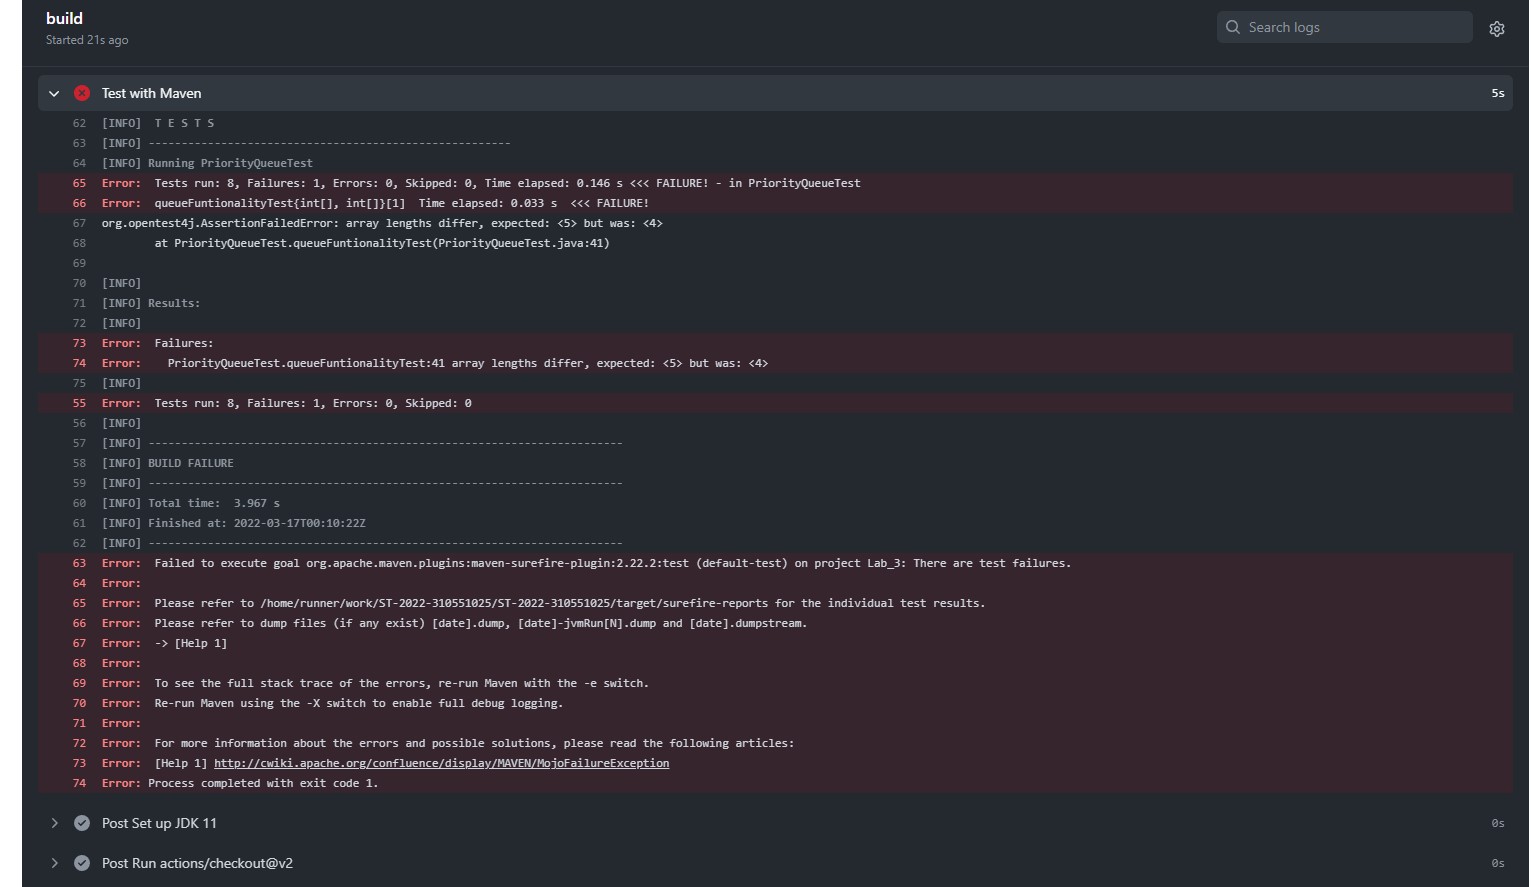 build
Started 21s ago
Search logs
Test with Maven 5s
62 [INFO] T E S T S
63 [INFO] -------------------------------------------------------
64 [INFO] Running PriorityQueueTest
65 Error: Tests run: 8, Failures: 1, Errors: 0, Skipped: 0, Time elapsed: 0.146 s <<< FAILURE! - in PriorityQueueTest
66 Error: queueFuntionalityTest{int[], int[]}[1] Time elapsed: 0.033 s <<< FAILURE!
67 org.opentest4j.AssertionFailedError: array lengths differ, expected: <5> but was: <4>
68 at PriorityQueueTest.queueFuntionalityTest(PriorityQueueTest.java:41)
69
70 [INFO]
71 [INFO] Results:
72 [INFO]
73 Error: Failures:
74 Error: PriorityQueueTest.queueFuntionalityTest:41 array lengths differ, expected: <5> but was: <4>
75 [INFO]
55 Error: Tests run: 8, Failures: 1, Errors: 0, Skipped: 0
56 [INFO]
57 [INFO] ------------------------------------------------------------------------
58 [INFO] BUILD FAILURE
59 [INFO] ------------------------------------------------------------------------
60 [INFO] Total time: 3.967 s
61 [INFO] Finished at: 2022-03-17T00:10:22Z
62 [INFO] ------------------------------------------------------------------------
63 Error: Failed to execute goal org.apache.maven.plugins:maven-surefire-plugin:2.22.2:test (default-test) on project Lab_3: There are test failures.
64 Error:
65 Error: Please refer to /home/runner/work/ST-2022-310551025/ST-2022-310551025/target/surefire-reports for the individual test results.
66 Error: Please refer to dump files (if any exist) [date].dump, [date]-jvmRun[N].dump and [date].dumpstream.
67 Error: -> [Help 1]
68 Error:
69 Error: To see the full stack trace of the errors, re-run Maven with the -e switch.
70 Error: Re-run Maven using the -X switch to enable full debug logging.
71 Error:
72 Error: For more information about the errors and possible solutions, please read the following articles:
73 Error: [Help 1] http://cwiki.apache.org/confluence/display/MAVEN/MojoFailureException
74 Error: Process completed with exit code 1.
Post Set up JDK 11 0s
Post Run actions/checkout@v2 0s